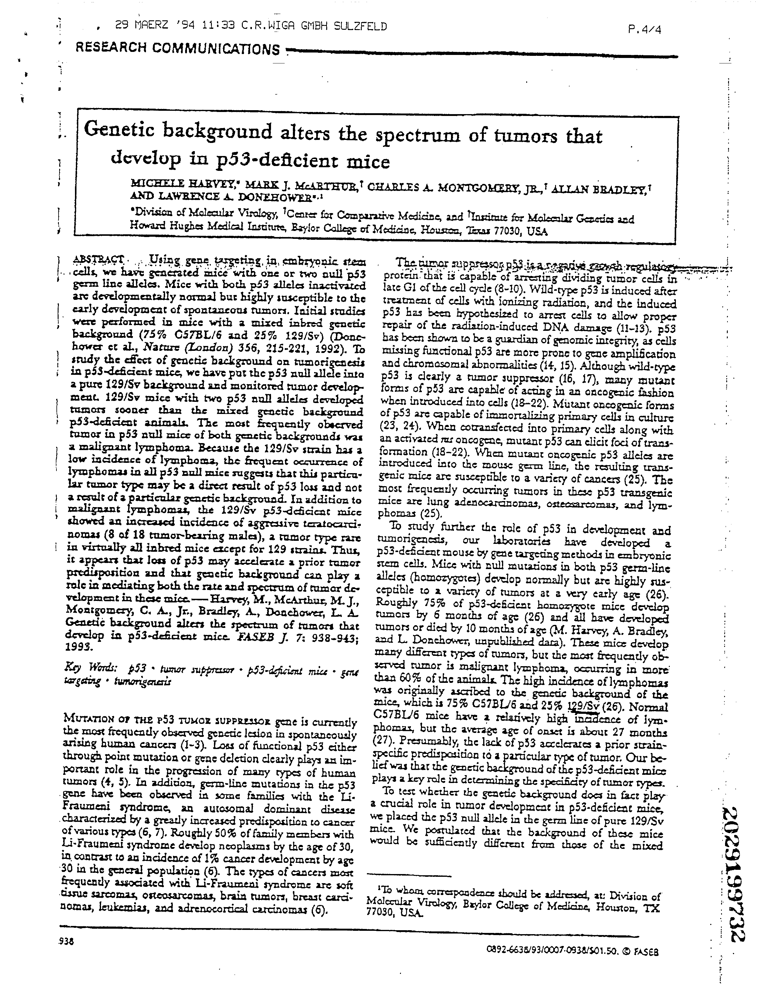 29 MAERZ '94 11:33 C.R.WIGA GMBH SULZFELD
P.4/4
RESEARCH COMMUNICATIONS
Genetic background alters the spectrum of tumors that
develop in p53-deficient mice
MICHELE HARVEY,* MARK J. McARTHUR,† CHARLES A. MONTGOMERY, JR.,† ALLAN BRADLEY,†
AND LAWRENCE A. DONEHOWER*,1
*Division of Molecular Virology, †Center for Comparative Medicine, and †Institute for Molecular Genetics and
Howard Hughes Medical Institute, Baylor College of Medicine, Houston, Texas 77030, USA
ABSTRACT Using gene targeting in embryonic stem
cells, we have generated mice with one or two null p53
germ line alleles. Mice with both p53 alleles inactivated
are developmentally normal but highly susceptible to the
early development of spontaneous tumors. Initial studies
were performed in mice with a mixed inbred genetic
background (75% C57BL/6 and 25% 129/Sv) (Done-
hower et al., Nature (London) 356, 215-221, 1992). To
study the effect of genetic background on tumorigenesis
in p53-deficient mice, we have put the p53 null allele into
a pure 129/Sv background and monitored tumor develop-
ment. 129/Sv mice with two p53 null alleles developed
tumors sooner than the mixed genetic background
p53-deficient animals. The most frequently observed
tumor in p53 null mice of both genetic backgrounds was
a malignant lymphoma. Because the 129/Sv strain has a
low incidence of lymphoma, the frequent occurrence of
lymphomas in all p53 null mice suggests that this particu-
lar tumor type may be a direct result of p53 loss and not
a result of a particular genetic background. In addition to
malignant lymphomas, the 129/Sv p53-deficient mice
showed an increased incidence of aggressive teratocarci-
nomas (8 of 18 tumor-bearing males), a tumor type rare
in virtually all inbred mice except for 129 strains. Thus,
it appears that loss of p53 may accelerate a prior tumor
predisposition and that genetic background can play a
role in mediating both the rate and spectrum of tumor de-
velopment in these mice.—Harvey, M., McArthur, M. J.,
Montgomery, C. A., Jr., Bradley, A., Donehower, L. A.
Genetic background alters the spectrum of tumors that
develop in p53-deficient mice. FASEB J. 7: 938-943;
1993.
Key Words: p53 • tumor suppressor • p53-deficient mice • gene
targeting • tumorigenesis
MUTATION OF THE P53 TUMOR SUPPRESSOR gene is currently
the most frequently observed genetic lesion in spontaneously
arising human cancers (1-3). Loss of functional p53 either
through point mutation or gene deletion clearly plays an im-
portant role in the progression of many types of human
tumors (4, 5). In addition, germ-line mutations in the p53
gene have been observed in some families with the Li-
Fraumeni syndrome, an autosomal dominant disease
characterized by a greatly increased predisposition to cancer
of various types (6, 7). Roughly 50% of family members with
Li-Fraumeni syndrome develop neoplasms by the age of 30,
in contrast to an incidence of 1% cancer development by age
30 in the general population (6). The types of cancers most
frequently associated with Li-Fraumeni syndrome are soft
tissue sarcomas, osteosarcomas, brain tumors, breast carci-
nomas, leukemias, and adrenocortical carcinomas (6).
The tumor suppressor p53 is a negative growth regulatory
protein that is capable of arresting dividing tumor cells in
late G1 of the cell cycle (8-10). Wild-type p53 is induced after
treatment of cells with ionizing radiation, and the induced
p53 has been hypothesized to arrest cells to allow proper
repair of the radiation-induced DNA damage (11-13). p53
has been shown to be a guardian of genomic integrity, as cells
missing functional p53 are more prone to gene amplification
and chromosomal abnormalities (14, 15). Although wild-type
p53 is clearly a tumor suppressor (16, 17), many mutant
forms of p53 are capable of acting in an oncogenic fashion
when introduced into cells (18-22). Mutant oncogenic forms
of p53 are capable of immortalizing primary cells in culture
(23, 24). When cotransfected into primary cells along with
an activated ras oncogene, mutant p53 can elicit foci of trans-
formation (18-22). When mutant oncogenic p53 alleles are
introduced into the mouse germ line, the resulting trans-
genic mice are susceptible to a variety of cancers (25). The
most frequently occurring tumors in these p53 transgenic
mice are lung adenocarcinomas, osteosarcomas, and lym-
phomas (25).
To study further the role of p53 in development and
tumorigenesis, our laboratories have developed a
p53-deficient mouse by gene targeting methods in embryonic
stem cells. Mice with null mutations in both p53 germ-line
alleles (homozygotes) develop normally but are highly sus-
ceptible to a variety of tumors at a very early age (26).
Roughly 75% of p53-deficient homozygote mice develop
tumors by 6 months of age (26) and all have developed
tumors or died by 10 months of age (M. Harvey, A. Bradley,
and L. Donehower, unpublished data). These mice develop
many different types of tumors, but the most frequently ob-
served tumor is malignant lymphoma, occurring in more
than 60% of the animals. The high incidence of lymphomas
was originally ascribed to the genetic background of the
mice, which is 75% C57BL/6 and 25% 129/Sv (26). Normal
C57BL/6 mice have a relatively high incidence of lym-
phomas, but the average age of onset is about 27 months
(27). Presumably, the lack of p53 accelerates a prior strain-
specific predisposition to a particular type of tumor. Our be-
lief was that the genetic background of the p53-deficient mice
plays a key role in determining the specificity of tumor types.
To test whether the genetic background does in fact play
a crucial role in tumor development in p53-deficient mice,
we placed the p53 null allele in the germ line of pure 129/Sv
mice. We postulated that the background of these mice
would be sufficiently different from those of the mixed
1To whom correspondence should be addressed, at: Division of
Molecular Virology, Baylor College of Medicine, Houston, TX
77030, USA.
938
0892-6638/93/0007-0938/$01.50. © FASEB
2029199732